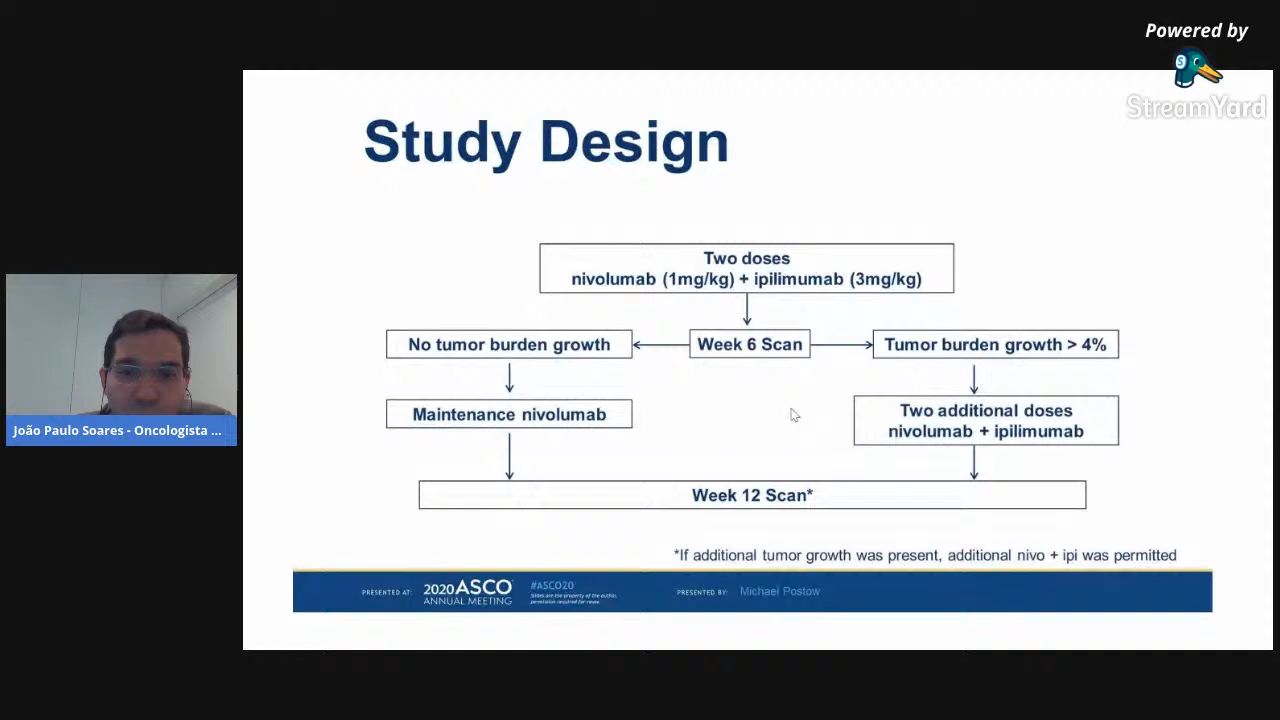 Powered by
StreamYard
Study Design
Two doses
nivolumab (1mg/kg) + ipilimumab (3mg/kg)
No tumor burden growth
Week 6 Scan
Tumor burden growth > 4%
Maintenance nivolumab
Two additional doses
nivolumab + ipilimumab
Week 12 Scan*
*If additional tumor growth was present, additional nivo + ipi was permitted
PRESENTED AT:
2020 ASCO
ANNUAL MEETING
#ASCO20
Slides are the property of the author,
permission required for reuse.
PRESENTED BY:
Michael Postow
João Paulo Soares - Oncologista ...